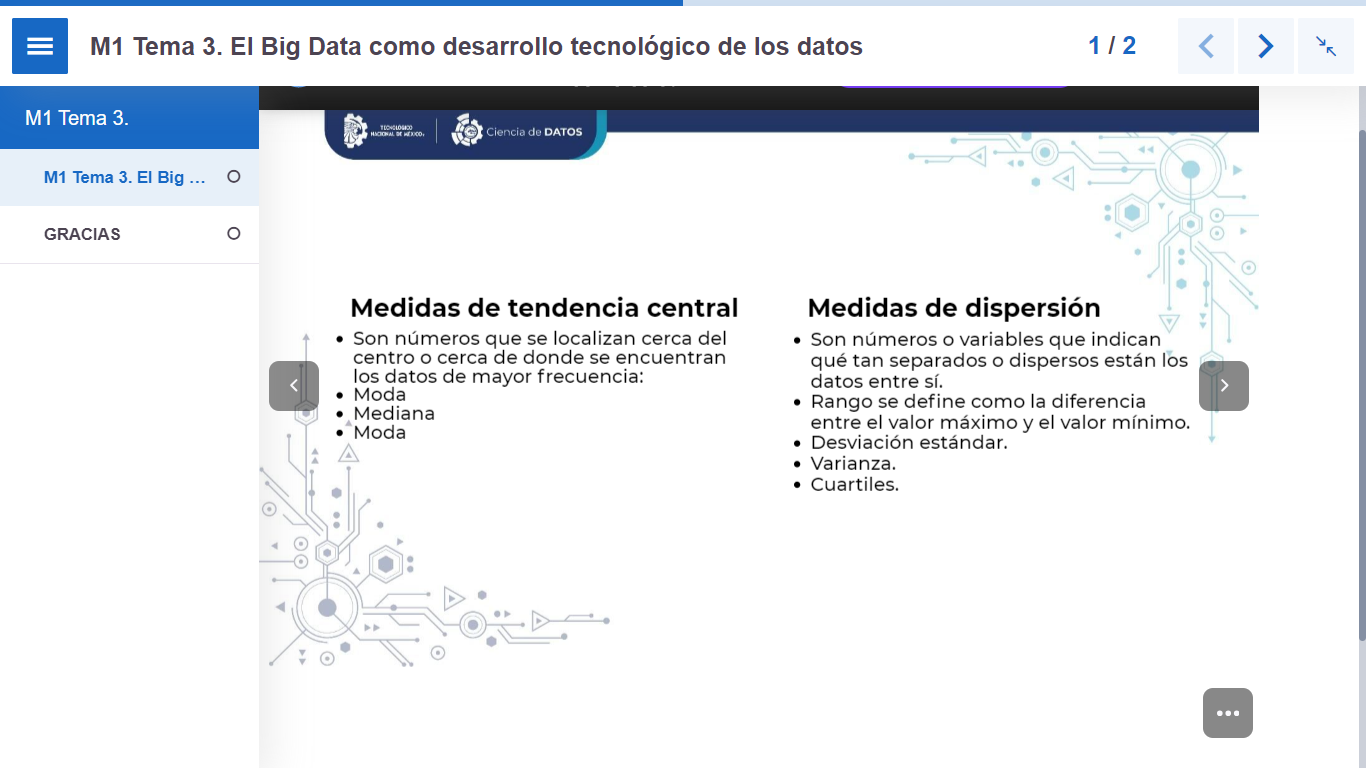 M1 Tema 3. El Big Data como desarrollo tecnológico de los datos
1 / 2
M1 Tema 3.
M1 Tema 3. El Big ...
GRACIAS
TECNOLÓGICO
NACIONAL DE MÉXICO
Ciencia de DATOS
Medidas de tendencia central
• Son números que se localizan cerca del
centro o cerca de donde se encuentran
los datos de mayor frecuencia:
• Moda
• Mediana
• Moda
Medidas de dispersión
• Son números o variables que indican
qué tan separados o dispersos están los
datos entre sí.
• Rango se define como la diferencia
entre el valor máximo y el valor mínimo.
• Desviación estándar.
• Varianza.
• Cuartiles.